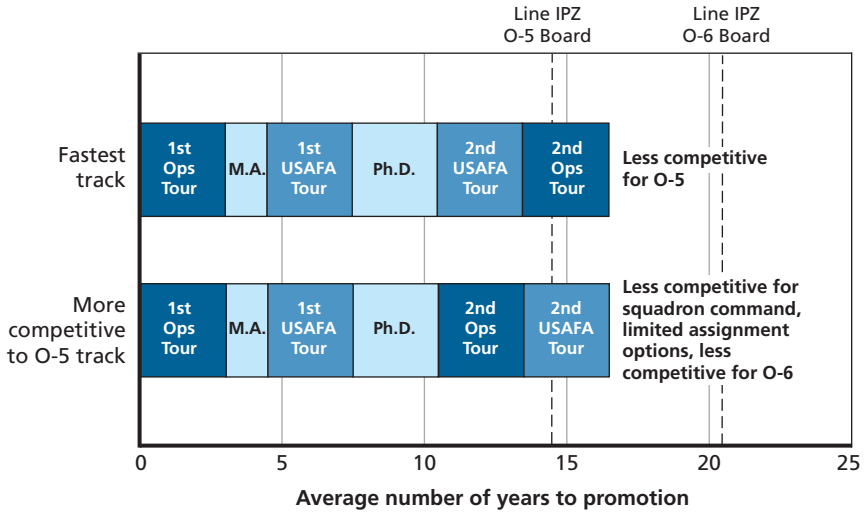 Line IPZ
O-5 Board
Line IPZ
O-6 Board
Fastest
track
1st
Ops
Tour
M.A.
1st
USAFA
Tour
Ph.D.
2nd
USAFA
Tour
2nd
Ops
Tour
Less competitive
for O-5
More
competitive
to O-5 track
1st
Ops
Tour
M.A.
1st
USAFA
Tour
Ph.D.
2nd
Ops
Tour
2nd
USAFA
Tour
Less competitive for
squadron command,
limited assignment
options, less
competitive for O-6
0 5 10 15 20 25
Average number of years to promotion